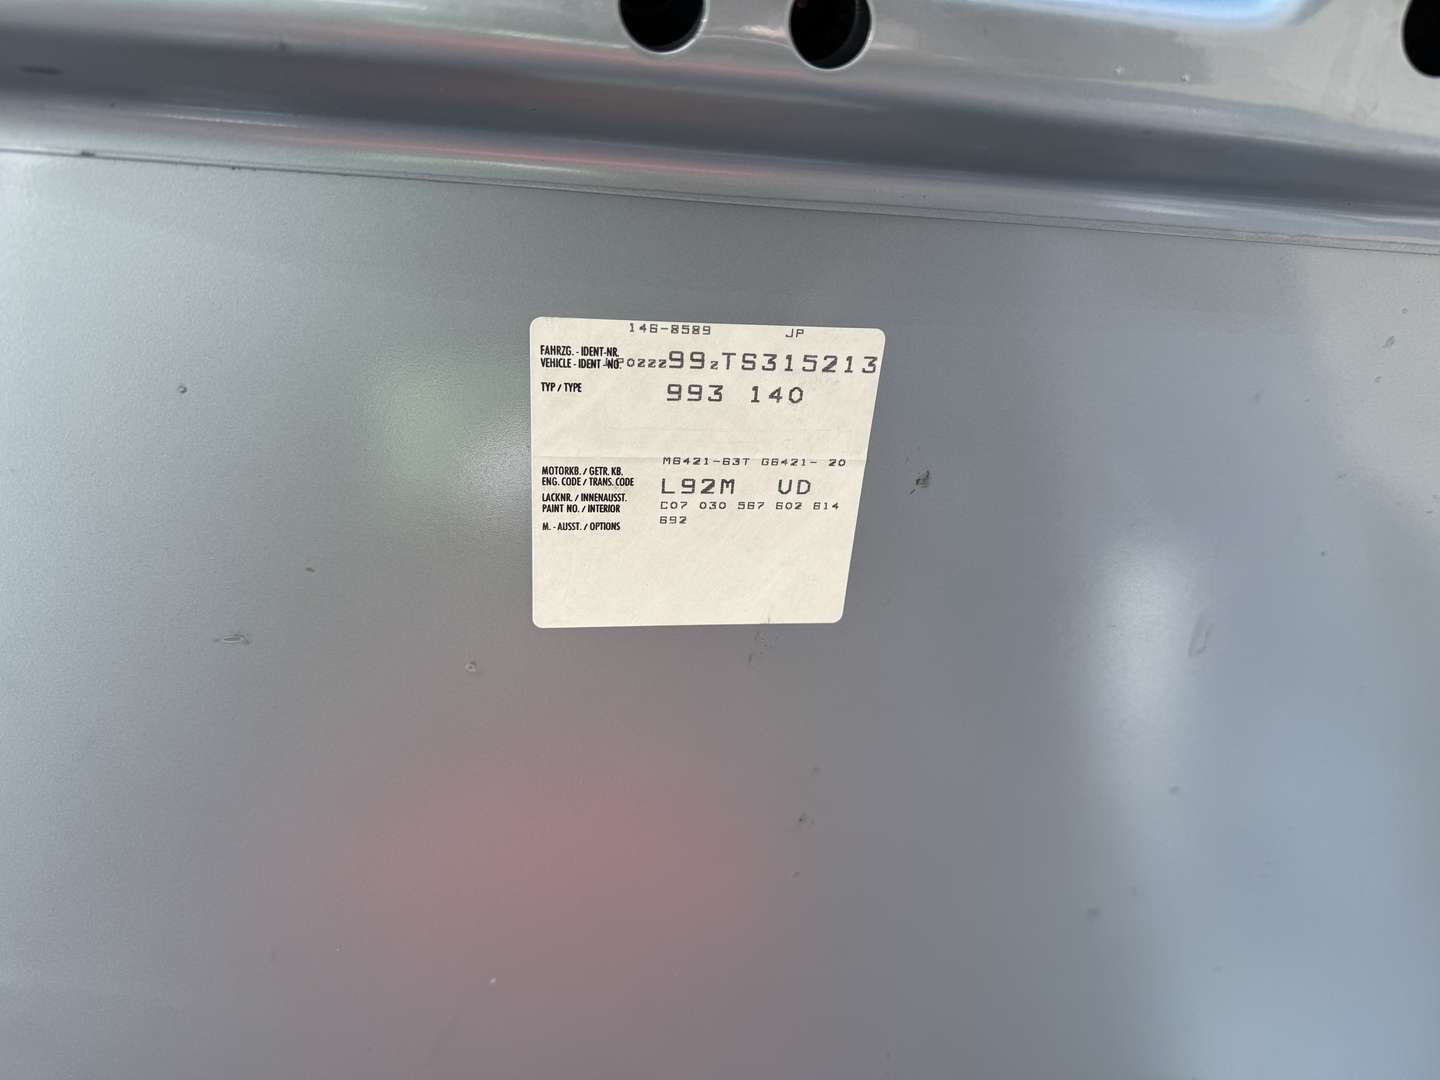 146-8589 JP
FAHRZG. - IDENT-NR.
VEHICLE - IDENT -NO. WP0ZZZ99ZTS315213
TYP / TYPE 993 140
M6421-63T G6421- 20
MOTORKB. / GETR. KB.
ENG. CODE / TRANS. CODE L92M VD
LACKNR. / INNENAUSST.
PAINT NO. / INTERIOR C07 030 567 602 614
M. - AUSST. / OPTIONS 692